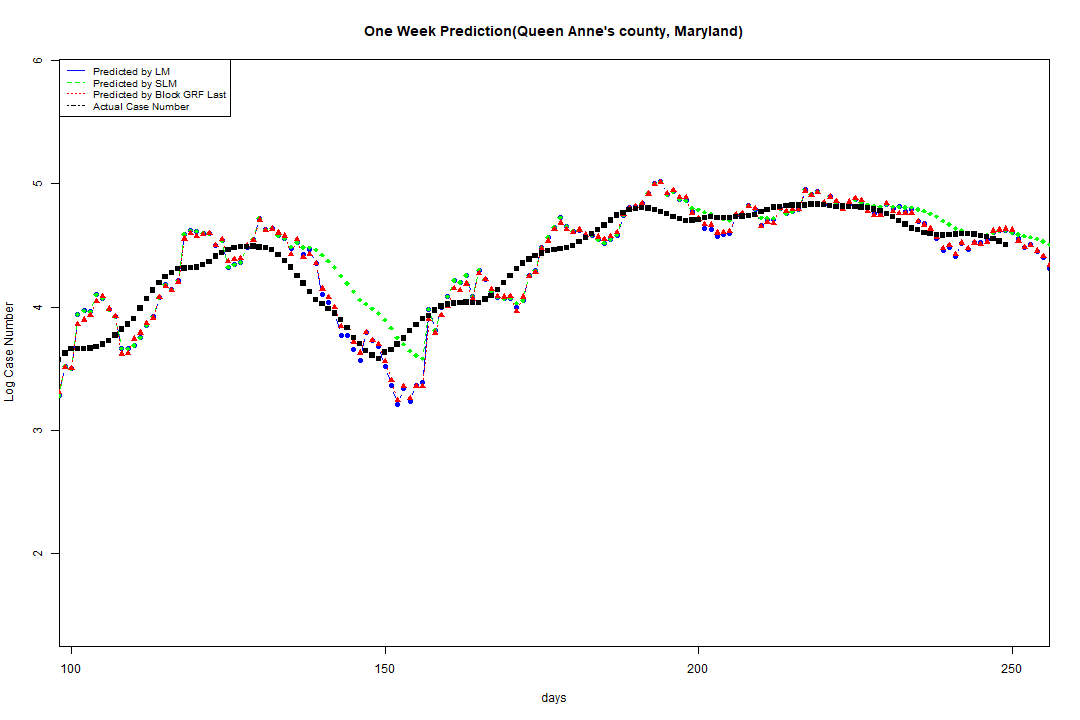 One Week Prediction(Queen Anne's county, Maryland)
Predicted by LM
Predicted by SLM
Predicted by Block GRF Last
Actual Case Number
6
5
4
3
2
Log Case Number
100 150 200 250
days